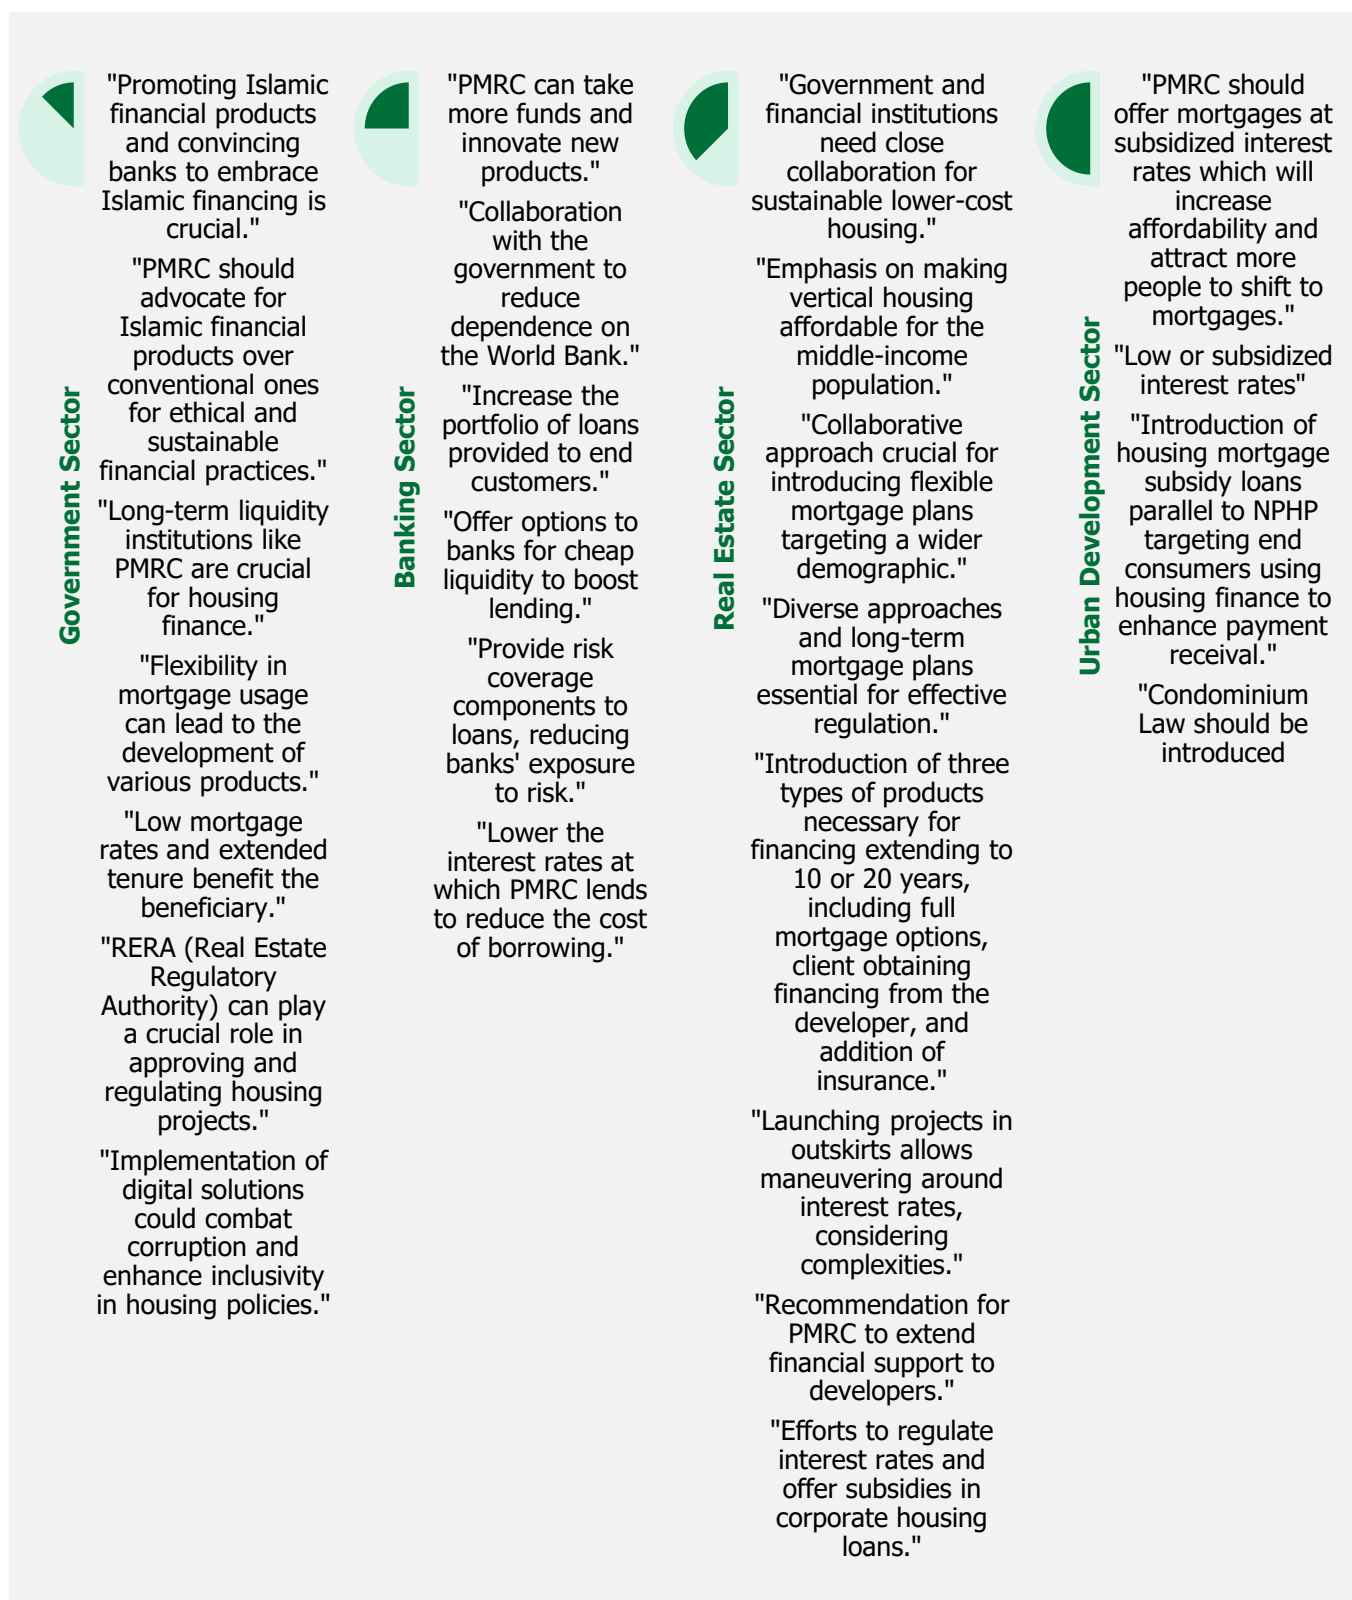 Government Sector
"Promoting Islamic
financial products
and convincing
banks to embrace
Islamic financing is
crucial."
"PMRC should
advocate for
Islamic financial
products over
conventional ones
for ethical and
sustainable
financial practices."
"Long-term liquidity
institutions like
PMRC are crucial
for housing
finance."
"Flexibility in
mortgage usage
can lead to the
development of
various products."
"Low mortgage
rates and extended
tenure benefit the
beneficiary."
"RERA (Real Estate
Regulatory
Authority) can play
a crucial role in
approving and
regulating housing
projects."
"Implementation of
digital solutions
could combat
corruption and
enhance inclusivity
in housing policies."
Banking Sector
"PMRC can take
more funds and
innovate new
products."
"Collaboration
with the
government to
reduce
dependence on
the World Bank."
"Increase the
portfolio of loans
provided to end
customers."
"Offer options to
banks for cheap
liquidity to boost
lending."
"Provide risk
coverage
components to
loans, reducing
banks' exposure
to risk."
"Lower the
interest rates at
which PMRC lends
to reduce the cost
of borrowing."
Real Estate Sector
"Government and
financial institutions
need close
collaboration for
sustainable lower-cost
housing."
"Emphasis on making
vertical housing
affordable for the
middle-income
population."
"Collaborative
approach crucial for
introducing flexible
mortgage plans
targeting a wider
demographic."
"Diverse approaches
and long-term
mortgage plans
essential for effective
regulation."
"Introduction of three
types of products
necessary for
financing extending to
10 or 20 years,
including full
mortgage options,
client obtaining
financing from the
developer, and
addition of
insurance."
"Launching projects in
outskirts allows
maneuvering around
interest rates,
considering
complexities."
"Recommendation for
PMRC to extend
financial support to
developers."
"Efforts to regulate
interest rates and
offer subsidies in
corporate housing
loans."
Urban Development Sector
"PMRC should
offer mortgages at
subsidized interest
rates which will
increase
affordability and
attract more
people to shift to
mortgages."
"Low or subsidized
interest rates"
"Introduction of
housing mortgage
subsidy loans
parallel to NPHP
targeting end
consumers using
housing finance to
enhance payment
receival."
"Condominium
Law should be
introduced